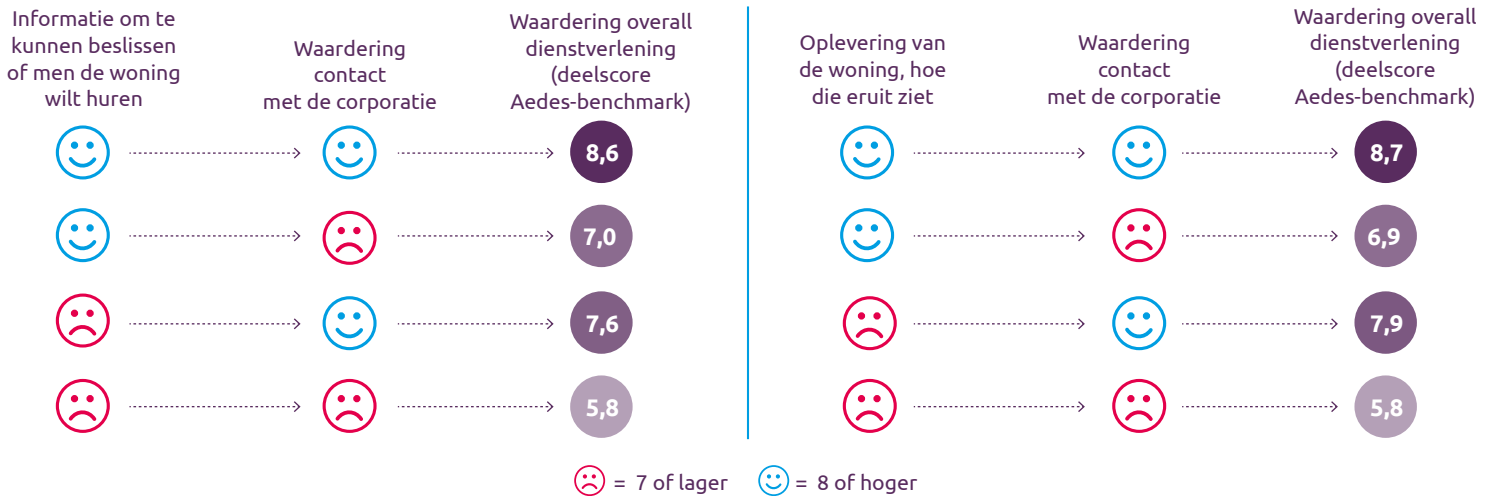 Informatie om te
kunnen beslissen
of men de woning
wilt huren
Waardering
contact
met de corporatie
Waardering overall
dienstverlening
(deelscore
Aedes-benchmark)
8,6
7,0
7,6
5,8
Oplevering van
de woning, hoe
die eruit ziet
Waardering
contact
met de corporatie
Waardering overall
dienstverlening
(deelscore
Aedes-benchmark)
8,7
6,9
7,9
5,8
= 7 of lager
= 8 of hoger